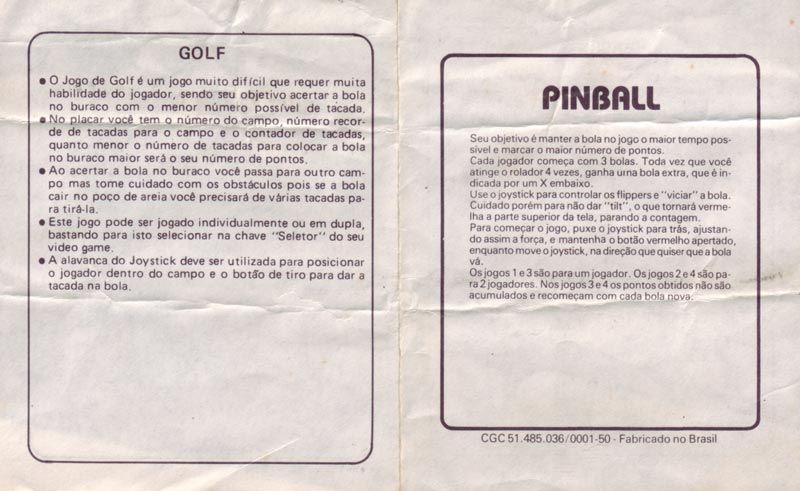 GOLF
• O Jogo de Golf é um jogo muito difícil que requer muita
habilidade do jogador, sendo seu objetivo acertar a bola
no buraco com o menor número possível de tacada.
• No placar você tem o número do campo, número recor-
de de tacadas para o campo e o contador de tacadas,
quanto menor o número de tacadas para colocar a bola
no buraco maior será o seu número de pontos.
• Ao acertar a bola no buraco você passa para outro cam-
po mas tome cuidado com os obstáculos pois se a bola
cair no poço de areia você precisará de várias tacadas pa-
ra tirá-la.
• Este jogo pode ser jogado individualmente ou em dupla,
bastando para isto selecionar na chave "Seletor" do seu
video game.
• A alavanca do Joystick deve ser utilizada para posicionar
o jogador dentro do campo e o botão de tiro para dar a
tacada na bola.
PINBALL
Seu objetivo é manter a bola no jogo o maior tempo pos-
sível e marcar o maior número de pontos.
Cada jogador começa com 3 bolas. Toda vez que você
atinge o rolador 4 vezes, ganha uma bola extra, que é in-
dicada por um X embaixo.
Use o joystick para controlar os flippers e "viciar" a bola.
Cuidado porém para não dar "tilt", o que tornará verme-
lha a parte superior da tela, parando a contagem.
Para começar o jogo, puxe o joystick para trás, ajustan-
do assim a força, e mantenha o botão vermelho apertado,
enquanto move o joystick, na direção que quiser que a bola
vá.
Os jogos 1 e 3 são para um jogador. Os jogos 2 e 4 são pa-
ra 2 jogadores. Nos jogos 3 e 4 os pontos obtidos não são
acumulados e recomeçam com cada bola nova.
CGC 51.485.036/0001-50 - Fabricado no Brasil